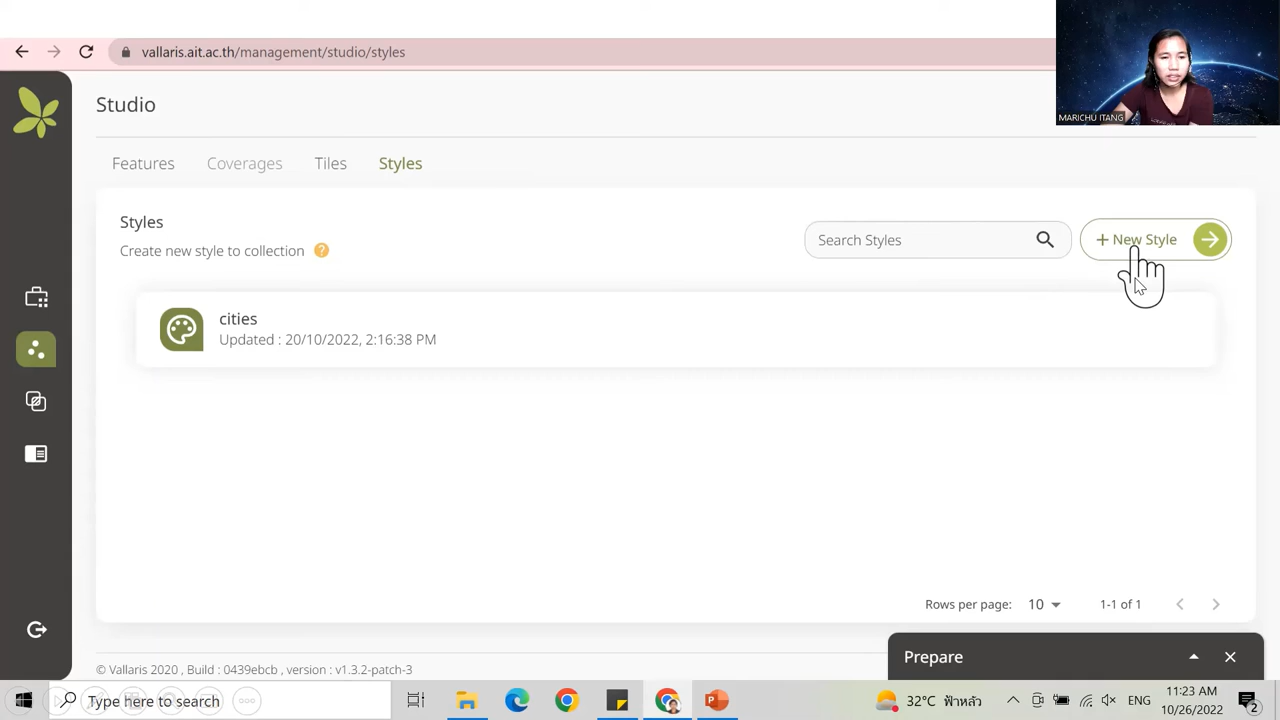 vallaris.ait.ac.th/management/studio/styles
MARICHU ITANG
Studio
Features Coverages Tiles Styles
Styles
Create new style to collection ?
Search Styles
+ New Style
cities
Updated : 20/10/2022, 2:16:38 PM
Rows per page: 10 1-1 of 1
Prepare
© Vallaris 2020 , Build : 0439ebcb , version : v1.3.2-patch-3
Type here to search
32°C ฟ้าหลัว
ENG
11:23 AM
10/26/2022
2